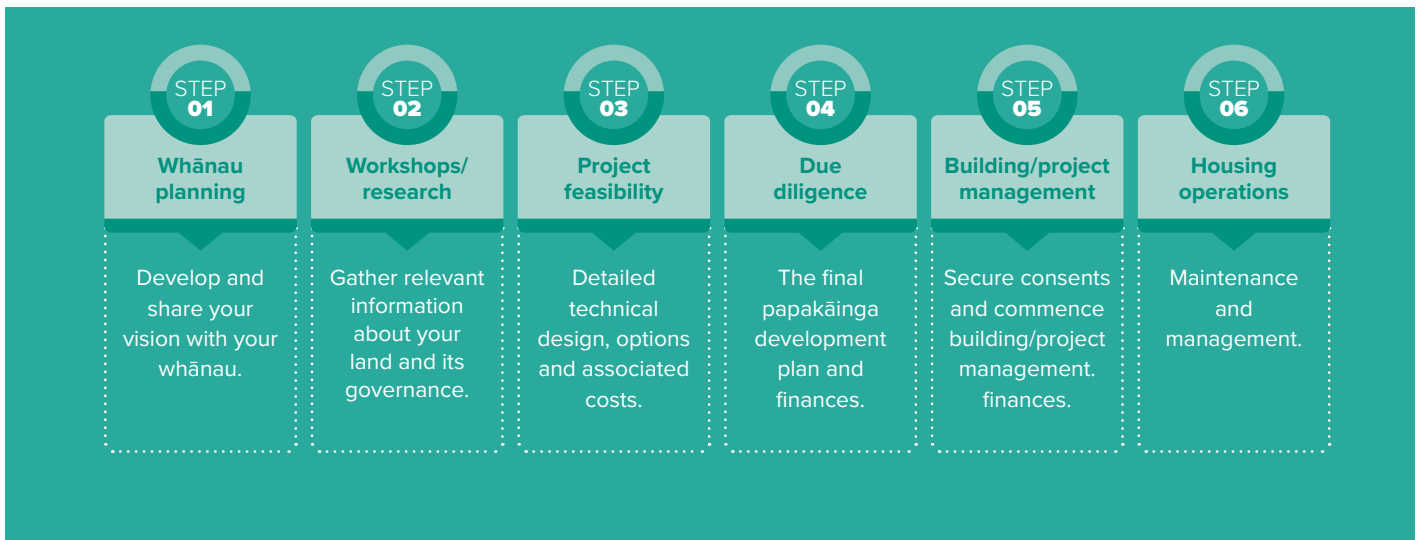 STEP
01
Whānau
planning
Develop and
share your
vision with your
whānau.
STEP
02
Workshops/
research
Gather relevant
information
about your
land and its
governance.
STEP
03
Project
feasibility
Detailed
technical
design, options
and associated
costs.
STEP
04
Due
diligence
The final
papakāinga
development
plan and
finances.
STEP
05
Building/project
management
Secure consents
and commence
building/project
management.
finances.
STEP
06
Housing
operations
Maintenance
and
management.